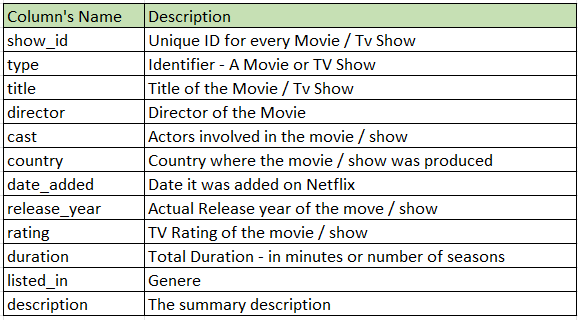 Column's Name Description
show_id Unique ID for every Movie / Tv Show
type Identifier - A Movie or TV Show
title Title of the Movie / Tv Show
director Director of the Movie
cast Actors involved in the movie / show
country Country where the movie / show was produced
date_added Date it was added on Netflix
release_year Actual Release year of the move / show
rating TV Rating of the movie / show
duration Total Duration - in minutes or number of seasons
listed_in Genere
description The summary description